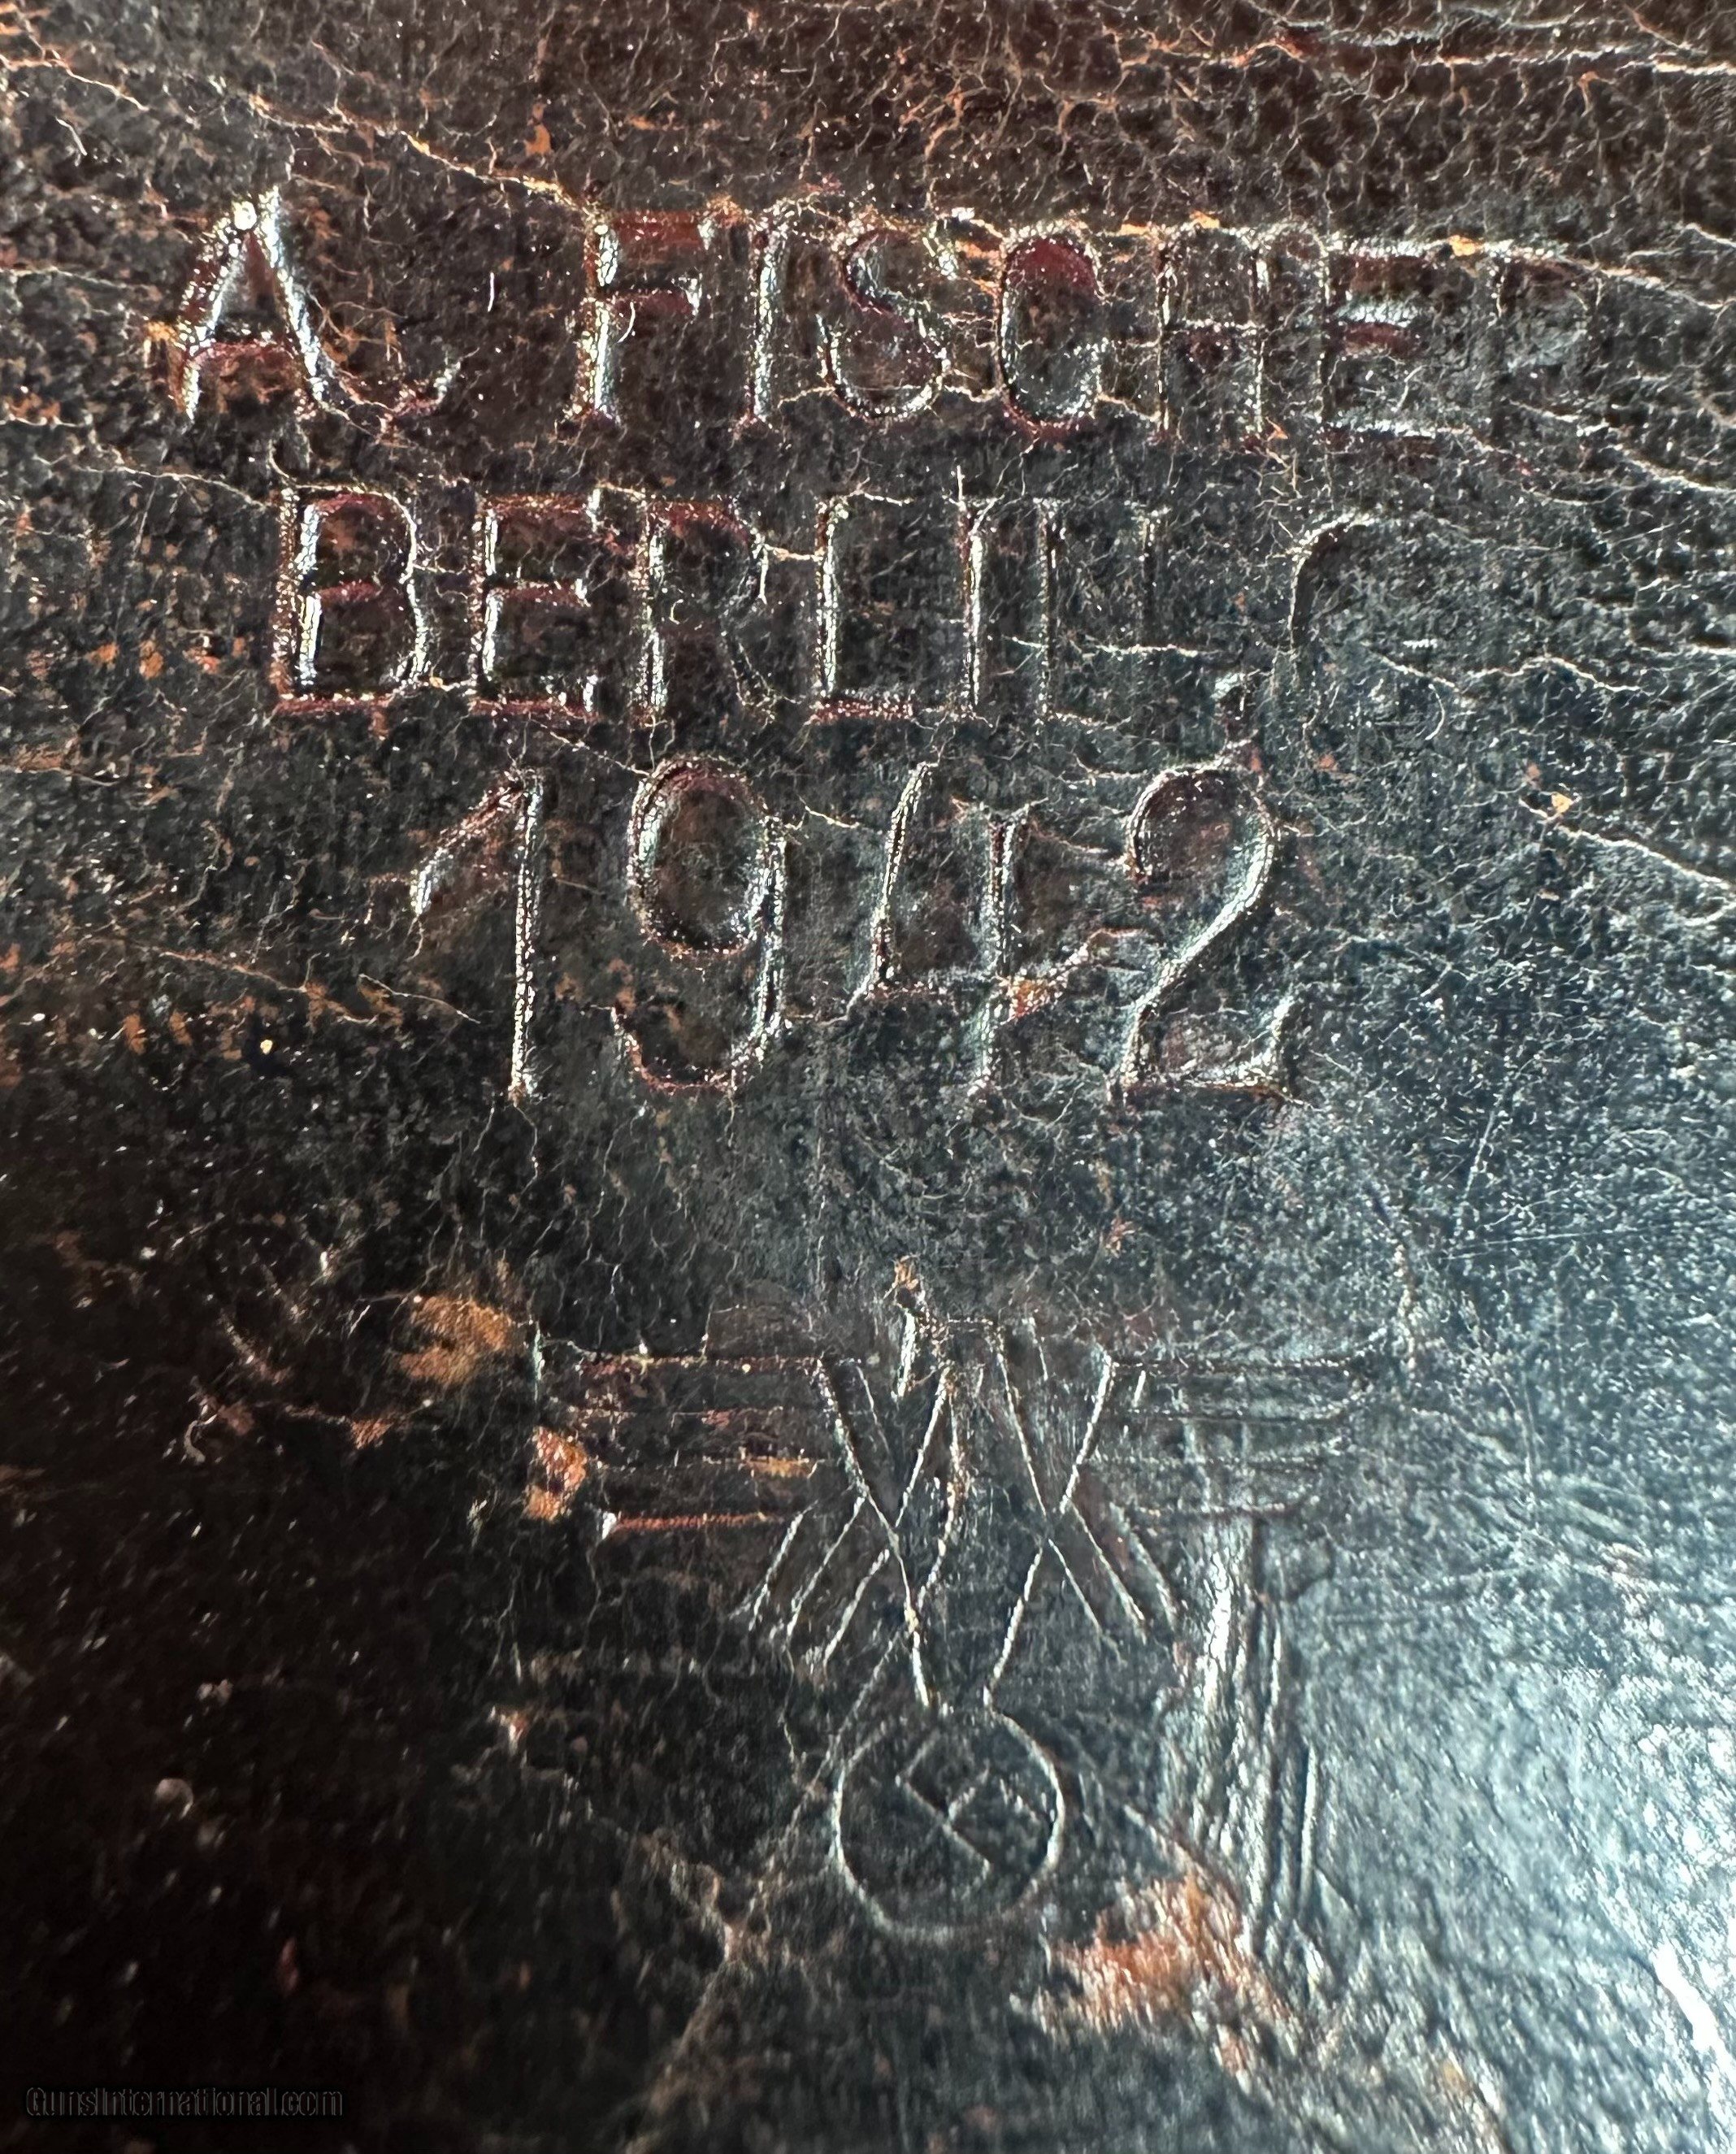 A. FISCHER
BERLIN C
1942
GunsInternational.com